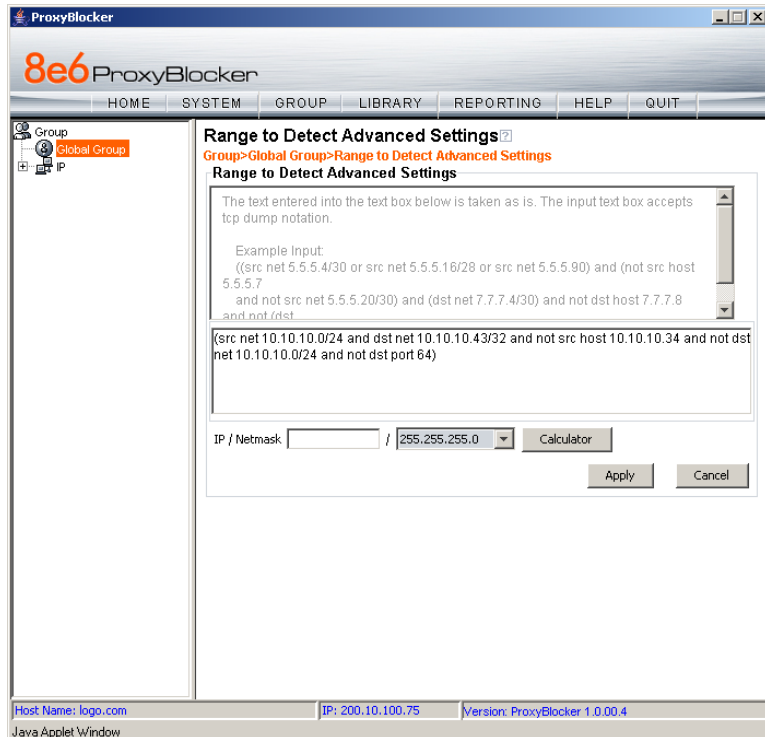 ProxyBlocker
8e6 ProxyBlocker
HOME SYSTEM GROUP LIBRARY REPORTING HELP QUIT
Group
Global Group
IP
Range to Detect Advanced Settings
Group>Global Group>Range to Detect Advanced Settings
Range to Detect Advanced Settings
The text entered into the text box below is taken as is. The input text box accepts
tcp dump notation.
Example Input:
((src net 5.5.5.4/30 or src net 5.5.5.16/28 or src net 5.5.5.90) and (not src host
5.5.5.7
and not src net 5.5.5.20/30) and (dst net 7.7.7.4/30) and not dst host 7.7.7.8
and not (dst
(src net 10.10.10.0/24 and dst net 10.10.10.43/32 and not src host 10.10.10.34 and not dst
net 10.10.10.0/24 and not dst port 64)
IP / Netmask / 255.255.255.0 Calculator
Apply Cancel
Host Name: logo.com IP: 200.10.100.75 Version: ProxyBlocker 1.0.00.4
Java Applet Window